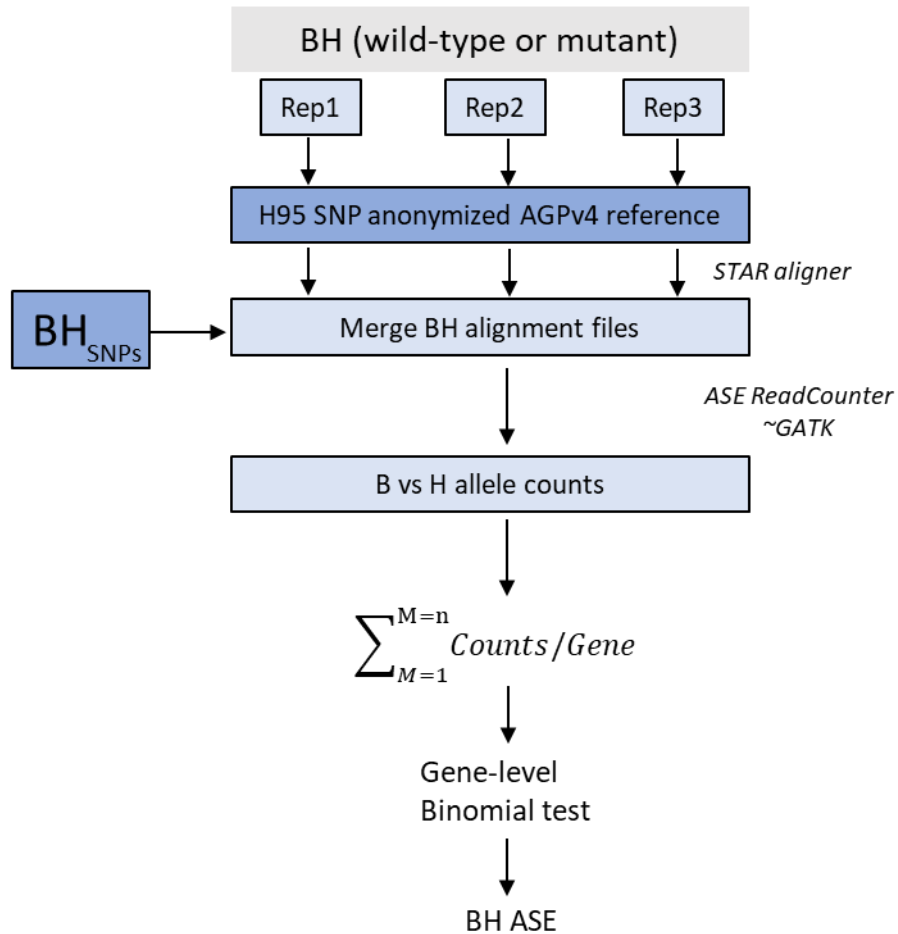 BH (wild-type or mutant)
Rep1 Rep2 Rep3
H95 SNP anonymized AGPv4 reference
STAR aligner
BH SNPs
Merge BH alignment files
ASE ReadCounter
~GATK
B vs H allele counts
∑ M=n M=1 Counts/Gene
Gene-level
Binomial test
BH ASE